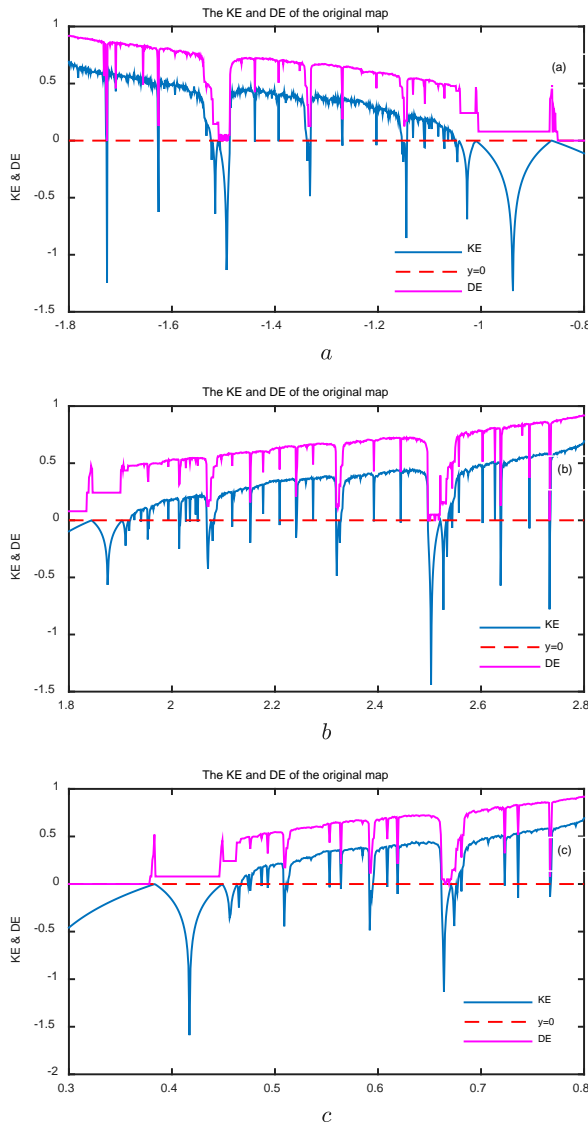 The KE and DE of the original map
1
(a)
0.5
0
KE & DE
-0.5
KE
-1
y=0
DE
-1.5
-1.8 -1.6 -1.4 -1.2 -1 -0.8
a
The KE and DE of the original map
1
0.5
(b)
0
KE & DE
-0.5
KE
-1
y=0
DE
-1.5
1.8 2 2.2 2.4 2.6 2.8
b
The KE and DE of the original map
1
0.5
(c)
0
KE & DE
-0.5
-1
KE
-1.5
y=0
DE
-2
0.3 0.4 0.5 0.6 0.7 0.8
c